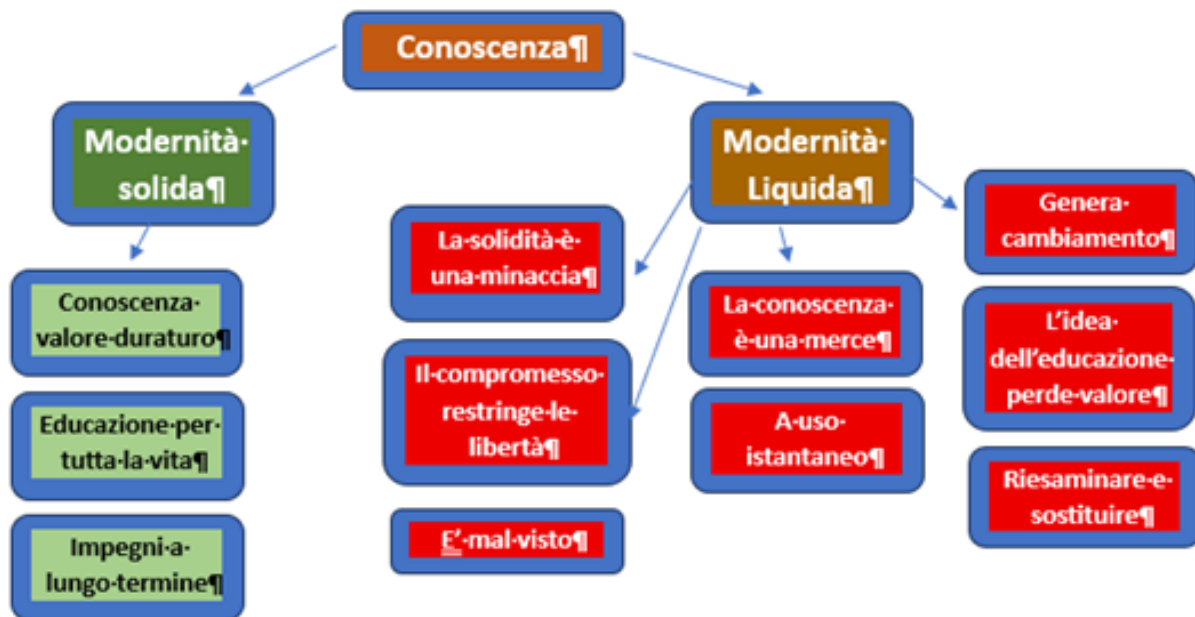 Conoscenza¶
Modernità·
solida¶
Conoscenza·
valore·duraturo¶
Educazione·per·
tutta·la·vita¶
Impegni·a·
lungo·termine¶
Modernità·
Liquida¶
La·solidità·è·
una·minaccia¶
Il·compromesso·
restringe·le·
libertà¶
E'·mal·visto¶
La·conoscenza·
è·una·merce¶
A·uso·
istantaneo¶
Genera·
cambiamento¶
L’idea·
dell’educazione·
perde·valore¶
Riesaminare·e·
sostituire¶